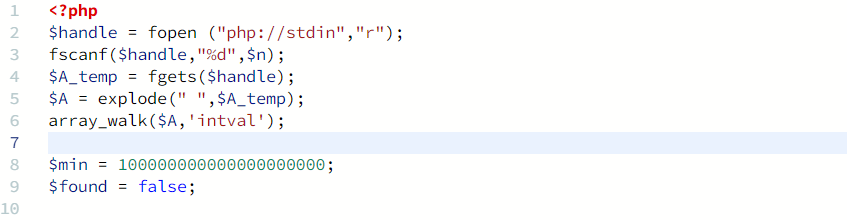 1 <?php
2 $handle = fopen ("php://stdin","r");
3 fscanf($handle,"%d",$n);
4 $A_temp = fgets($handle);
5 $A = explode(" ",$A_temp);
6 array_walk($A,'intval');
7
8 $min = 100000000000000000000;
9 $found = false;
10